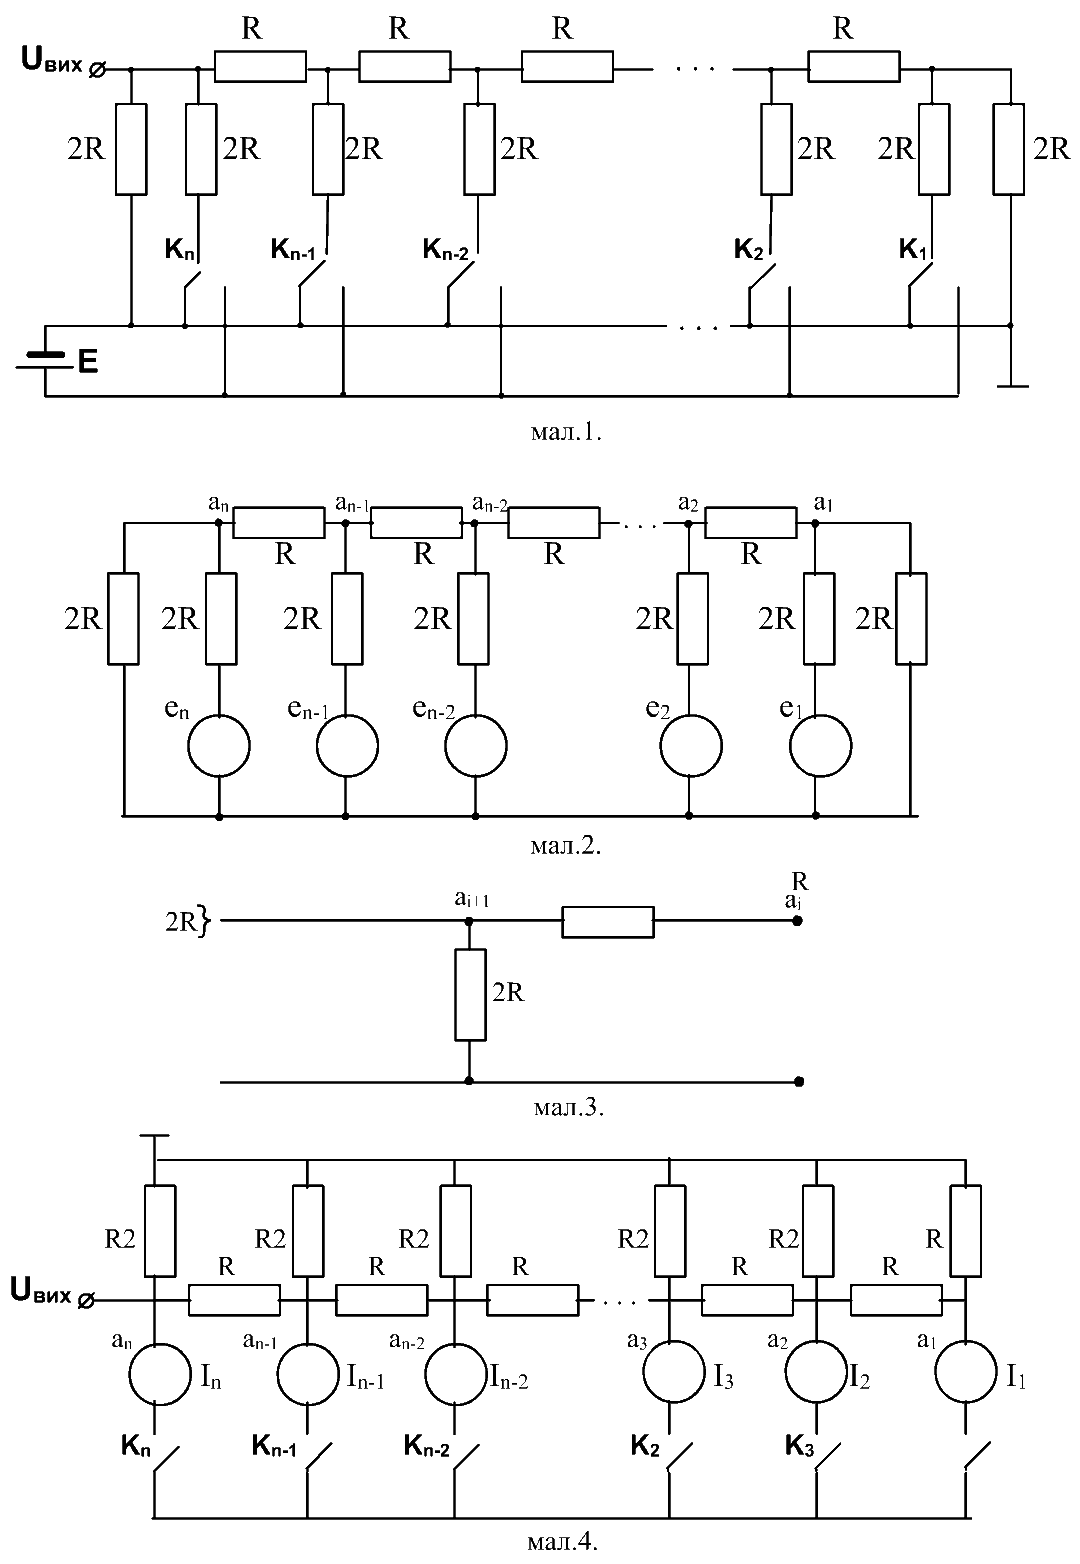 R R R R
Uвих
2R 2R 2R 2R 2R 2R 2R
Kn Kn-1 Kn-2 K2 K1
E
мал.1.
an an-1 an-2 a2 a1
R R R R
2R 2R 2R 2R 2R 2R 2R
en en-1 en-2 e2 e1
мал.2.
R
2R} ai+1 ai
2R
мал.3.
R2 R2 R2 R2 R2 R
R R R R R
Uвих
an an-1 an-2 a3 a2 a1
In In-1 In-2 I3 I2 I1
Kn Kn-1 Kn-2 K2 K3
мал.4.